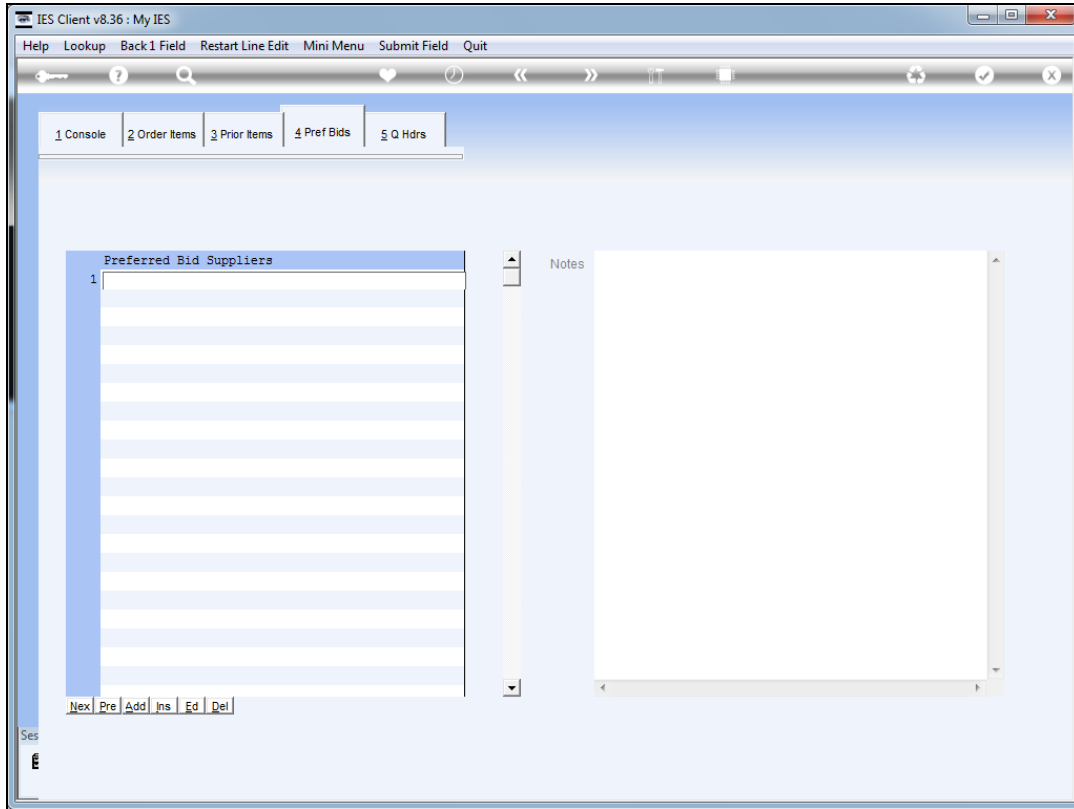 IES Client v8.36 : My IES
Help Lookup Back 1 Field Restart Line Edit Mini Menu Submit Field Quit
1 Console 2 Order Items 3 Prior Items 4 Pref Bids 5 Q Hdrs
Preferred Bid Suppliers
Notes
1
Nex Pre Add Ins Ed Del
Ses